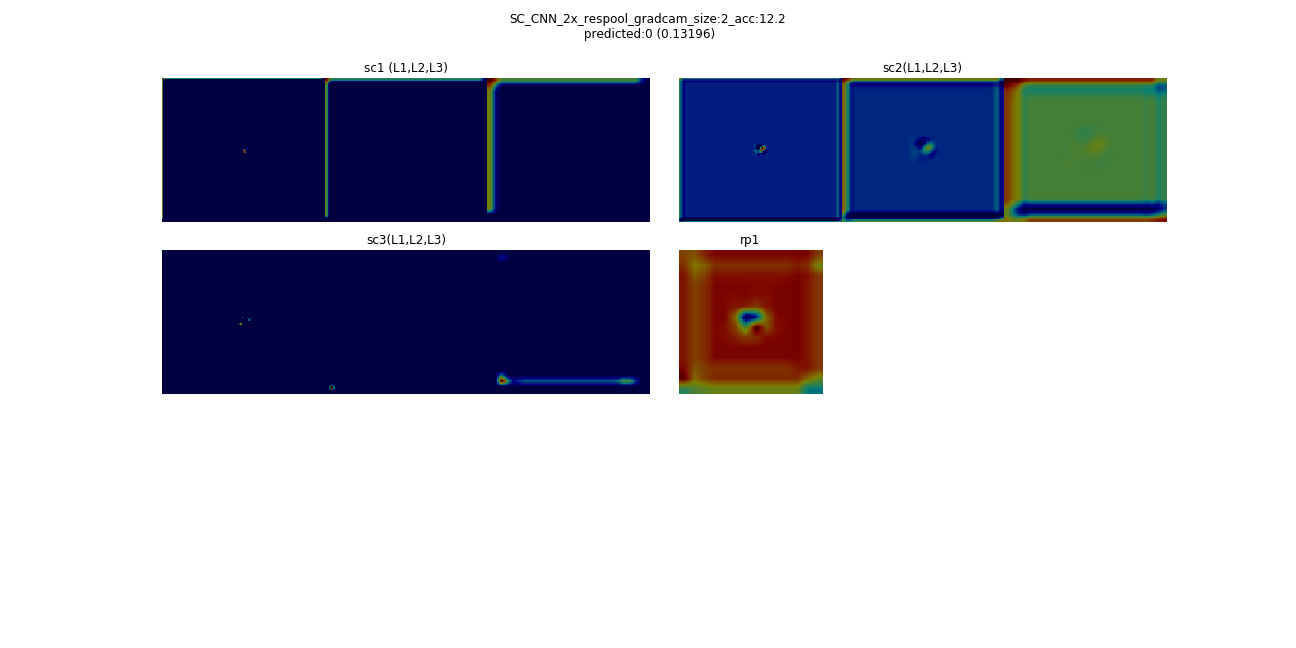 SC_CNN_2x_respool_gradcam_size:2_acc:12.2
predicted:0 (0.13196)
sc1 (L1,L2,L3)
sc2(L1,L2,L3)
sc3(L1,L2,L3)
rp1